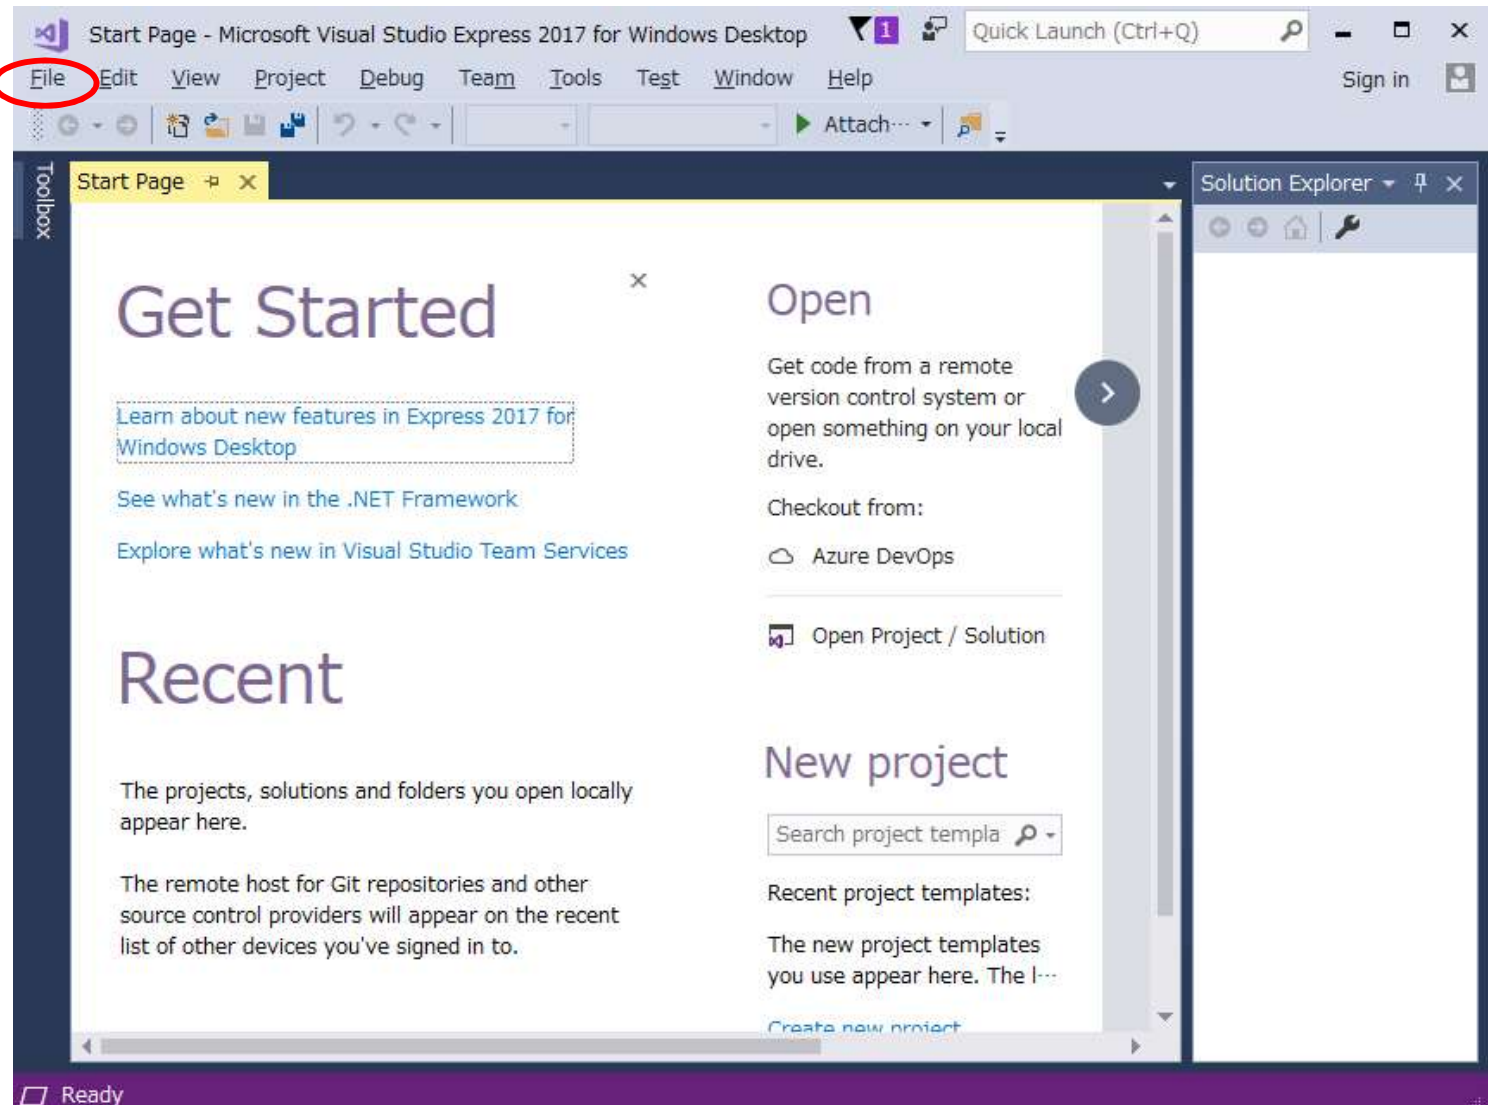 Start Page - Microsoft Visual Studio Express 2017 for Windows Desktop
1
Quick Launch (Ctrl+Q)
File Edit View Project Debug Team Tools Test Window Help
Sign in
Attach···
Toolbox
Start Page
Solution Explorer
Get Started
Learn about new features in Express 2017 for
Windows Desktop
See what's new in the .NET Framework
Explore what's new in Visual Studio Team Services
Recent
The projects, solutions and folders you open locally
appear here.
The remote host for Git repositories and other
source control providers will appear on the recent
list of other devices you've signed in to.
Open
Get code from a remote
version control system or
open something on your local
drive.
Checkout from:
Azure DevOps
Open Project / Solution
New project
Search project templa
Recent project templates:
The new project templates
you use appear here. The l···
Create new project
Ready